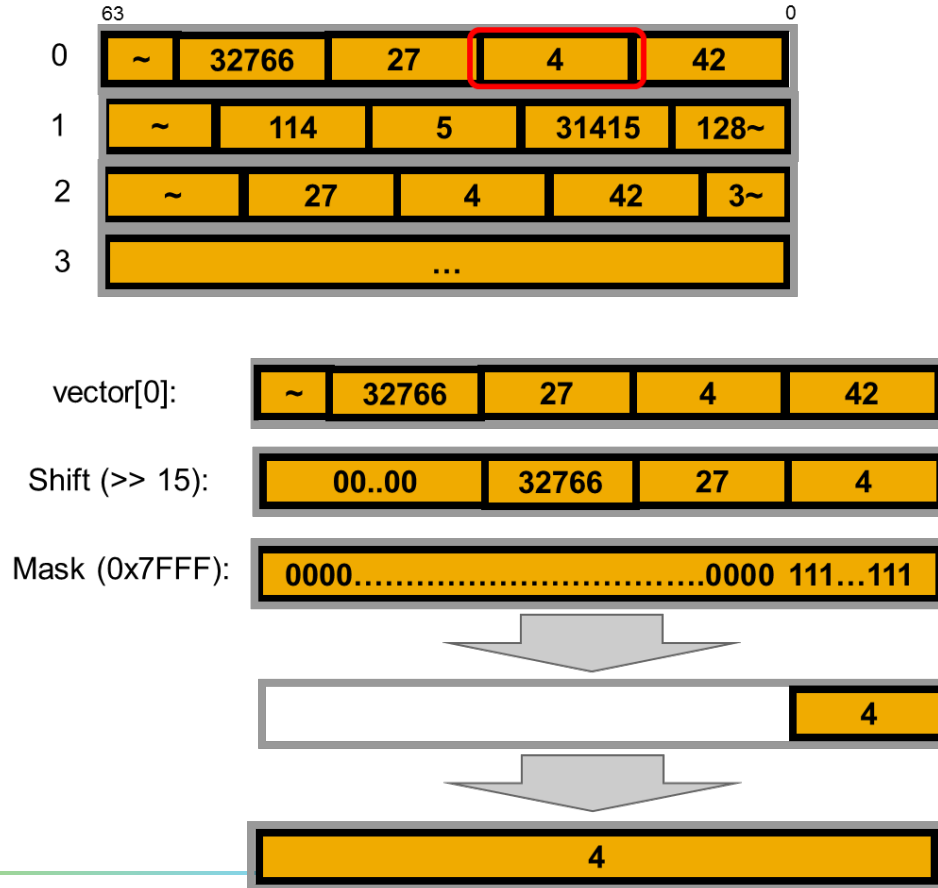 63 0
0 ~ 32766 27 4 42
1 ~ 114 5 31415 128~
2 ~ 27 4 42 3~
3 ...
vector[0]: ~ 32766 27 4 42
Shift (>> 15): 00..00 32766 27 4
Mask (0x7FFF): 0000....................................0000 111...111
4
4